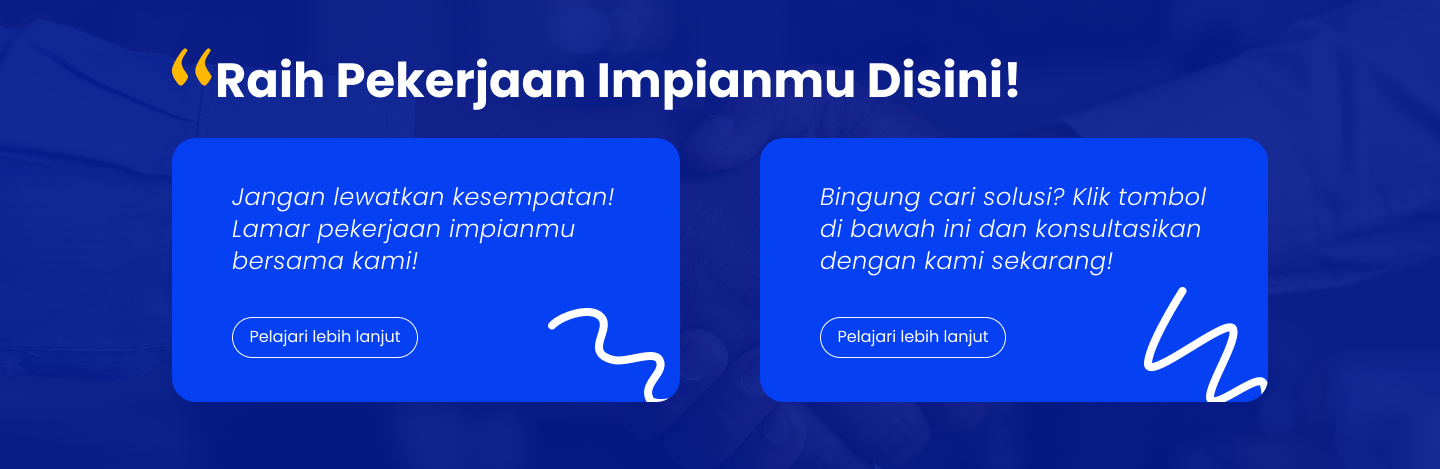 “Raih Pekerjaan Impianmu Disini!
Jangan lewatkan kesempatan!
Lamar pekerjaan impianmu
bersama kami!
Pelajari lebih lanjut
Bingung cari solusi? Klik tombol
di bawah ini dan konsultasikan
dengan kami sekarang!
Pelajari lebih lanjut